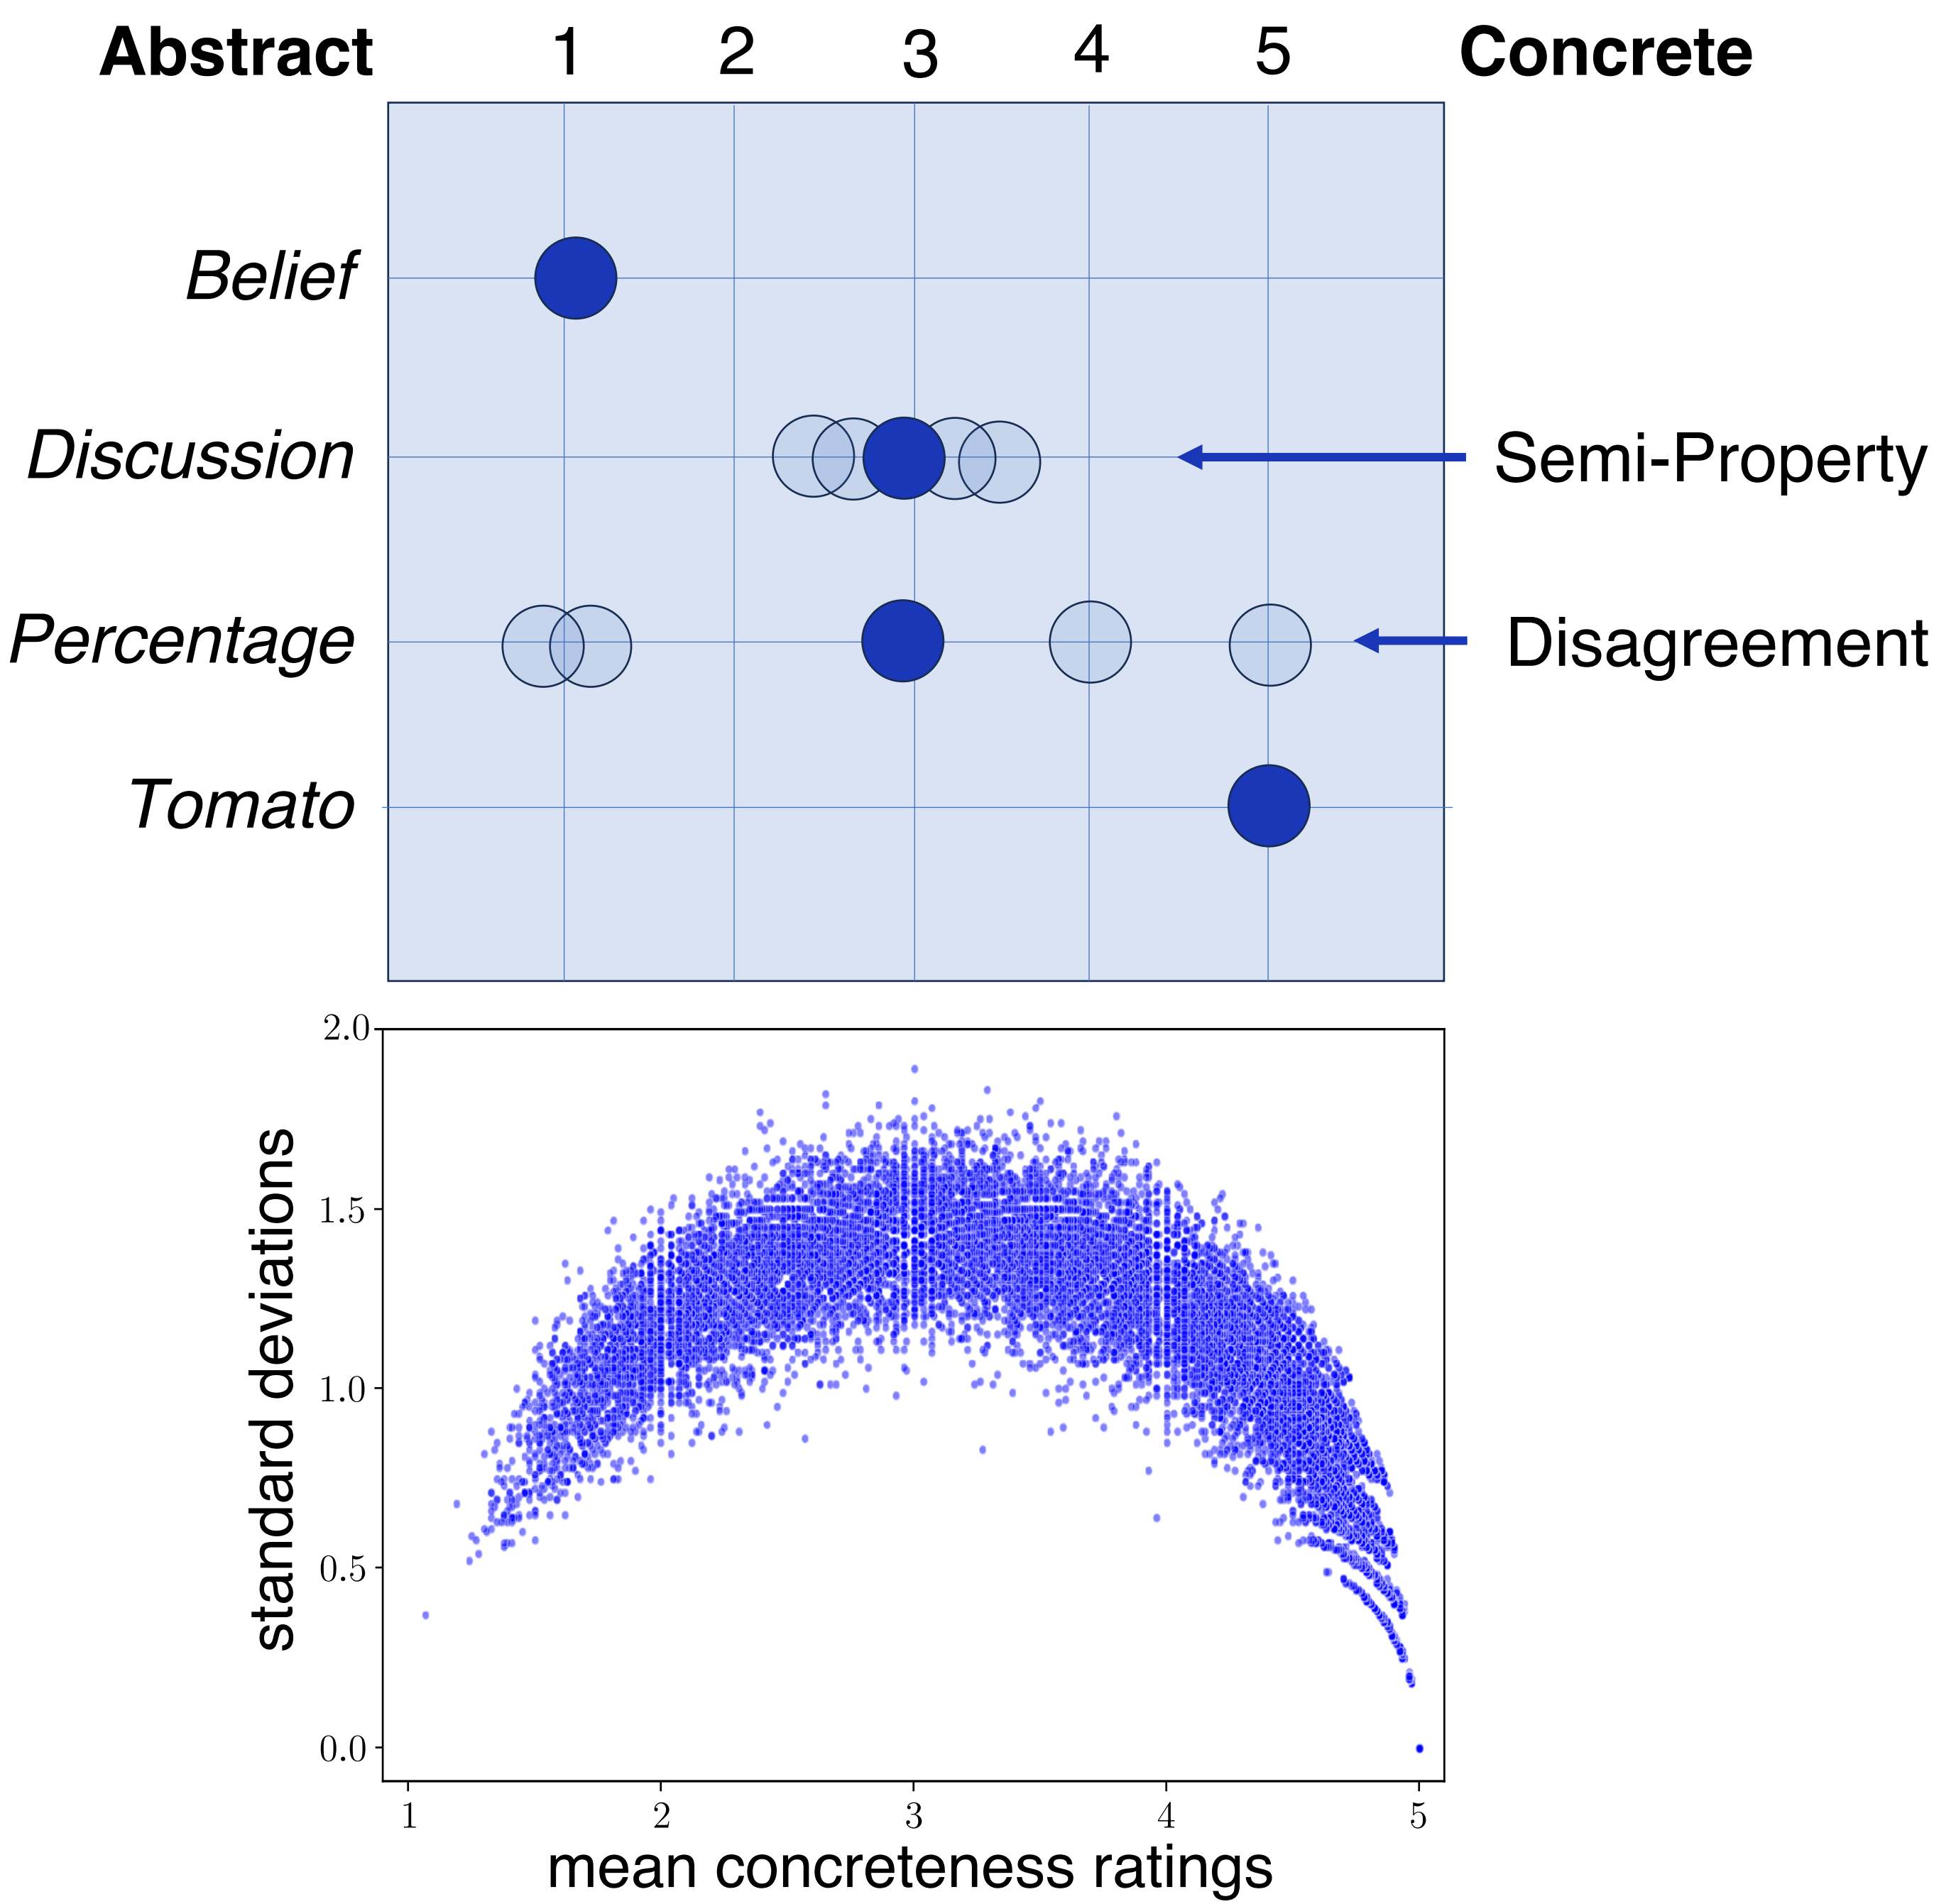 Abstract 1 2 3 4 5 Concrete
Belief
Discussion Semi-Property
Percentage Disagreement
Tomato
2.0
1.5
1.0
0.5
0.0
standard deviations
1 2 3 4 5
mean concreteness ratings